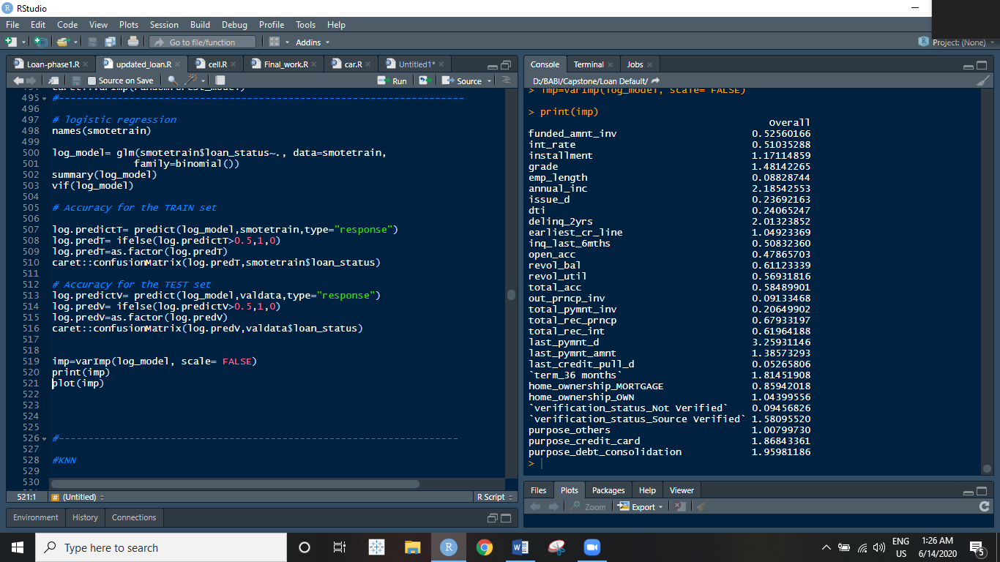 RStudio
File Edit Code View Plots Session Build Debug Profile Tools Help
Go to file/function Addins Project: (None)
Loan-phase1.R updated_loan.R cell.R Final_work.R car.R Untitled1*
Source on Save Run Source
495 #----------------------------------------------------------------------
496
497 # logistic regression
498 names(smotetrain)
499
500 log_model= glm(smotetrain$loan_status~., data=smotetrain,
501 family=binomial())
502 summary(log_model)
503 vif(log_model)
504
505 # Accuracy for the TRAIN set
506
507 log.predictT= predict(log_model,smotetrain,type="response")
508 log.predT= ifelse(log.predictT>0.5,1,0)
509 log.predT=as.factor(log.predT)
510 caret::confusionMatrix(log.predT,smotetrain$loan_status)
511
512 # Accuracy for the TEST set
513 log.predictV= predict(log_model,valdata,type="response")
514 log.predV= ifelse(log.predictV>0.5,1,0)
515 log.predV=as.factor(log.predV)
516 caret::confusionMatrix(log.predV,valdata$loan_status)
517
518
519 imp=varImp(log_model, scale= FALSE)
520 print(imp)
521 plot(imp)
522
523
524
525
526 #---------------------------------------------------------------------
527
528 #KNN
529
530
521:1 # (Untitled) R Script
Environment History Connections
Console Terminal Jobs
D:/BABI/Capstone/Loan Default/
> imp=varImp(log_model, scale= FALSE)
> print(imp)
Overall
funded_amnt_inv 0.52560166
int_rate 0.51035288
installment 1.17114859
grade 1.48142265
emp_length 0.08828744
annual_inc 2.18542553
issue_d 0.23692163
dti 0.24065247
delinq_2yrs 2.01323852
earliest_cr_line 1.04923369
inq_last_6mths 0.50832360
open_acc 0.47865703
revol_bal 0.61123339
revol_util 0.56931816
total_acc 0.58489901
out_prncp_inv 0.09133468
total_pymnt_inv 0.20649902
total_rec_prncp 0.67933197
total_rec_int 0.61964188
last_pymnt_d 3.25931146
last_pymnt_amnt 1.38573293
last_credit_pull_d 0.05265806
`term_36 months` 1.81451908
home_ownership_MORTGAGE 0.85942018
home_ownership_OWN 1.04399556
`verification_status_Not Verified` 0.09456826
`verification_status_Source Verified` 1.58095520
purpose_others 1.00799730
purpose_credit_card 1.86843361
purpose_debt_consolidation 1.95981186
>
Files Plots Packages Help Viewer
Zoom Export
Type here to search
ENG
US
1:26 AM
6/14/2020
5